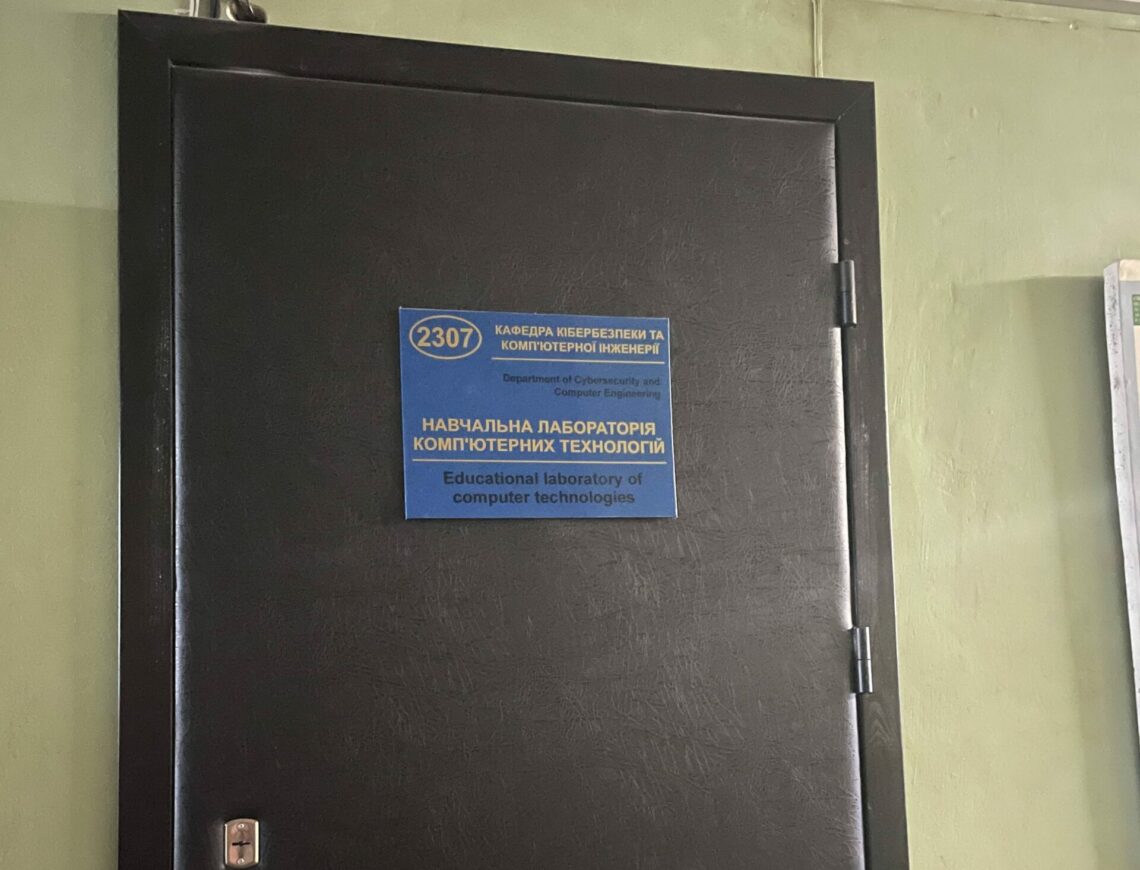 2307
КАФЕДРА КІБЕРБЕЗПЕКИ ТА
КОМП'ЮТЕРНОЇ ІНЖЕНЕРІЇ
Department of Cybersecurity and
Computer Engineering
НАВЧАЛЬНА ЛАБОРАТОРІЯ
КОМП'ЮТЕРНИХ ТЕХНОЛОГІЙ
Educational laboratory of
computer technologies